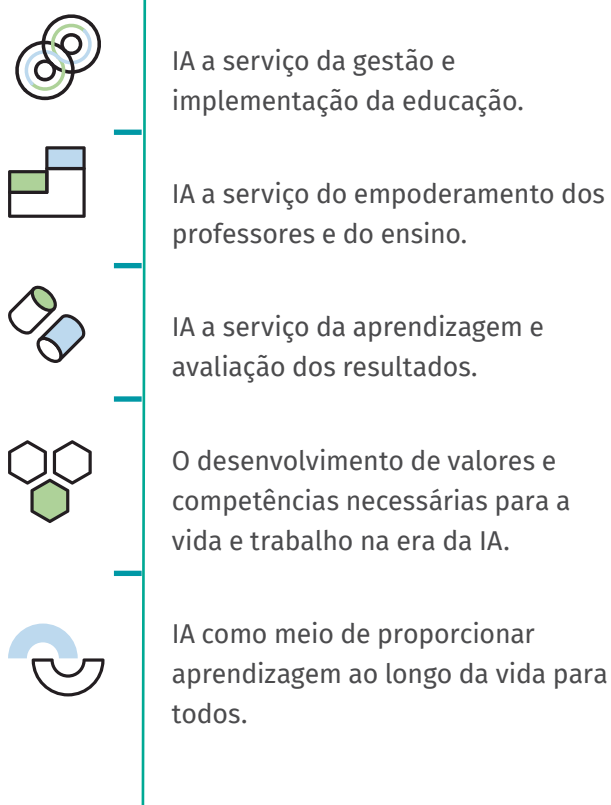 IA a serviço da gestão e
implementação da educação.
IA a serviço do empoderamento dos
professores e do ensino.
IA a serviço da aprendizagem e
avaliação dos resultados.
O desenvolvimento de valores e
competências necessárias para a
vida e trabalho na era da IA.
IA como meio de proporcionar
aprendizagem ao longo da vida para
todos.